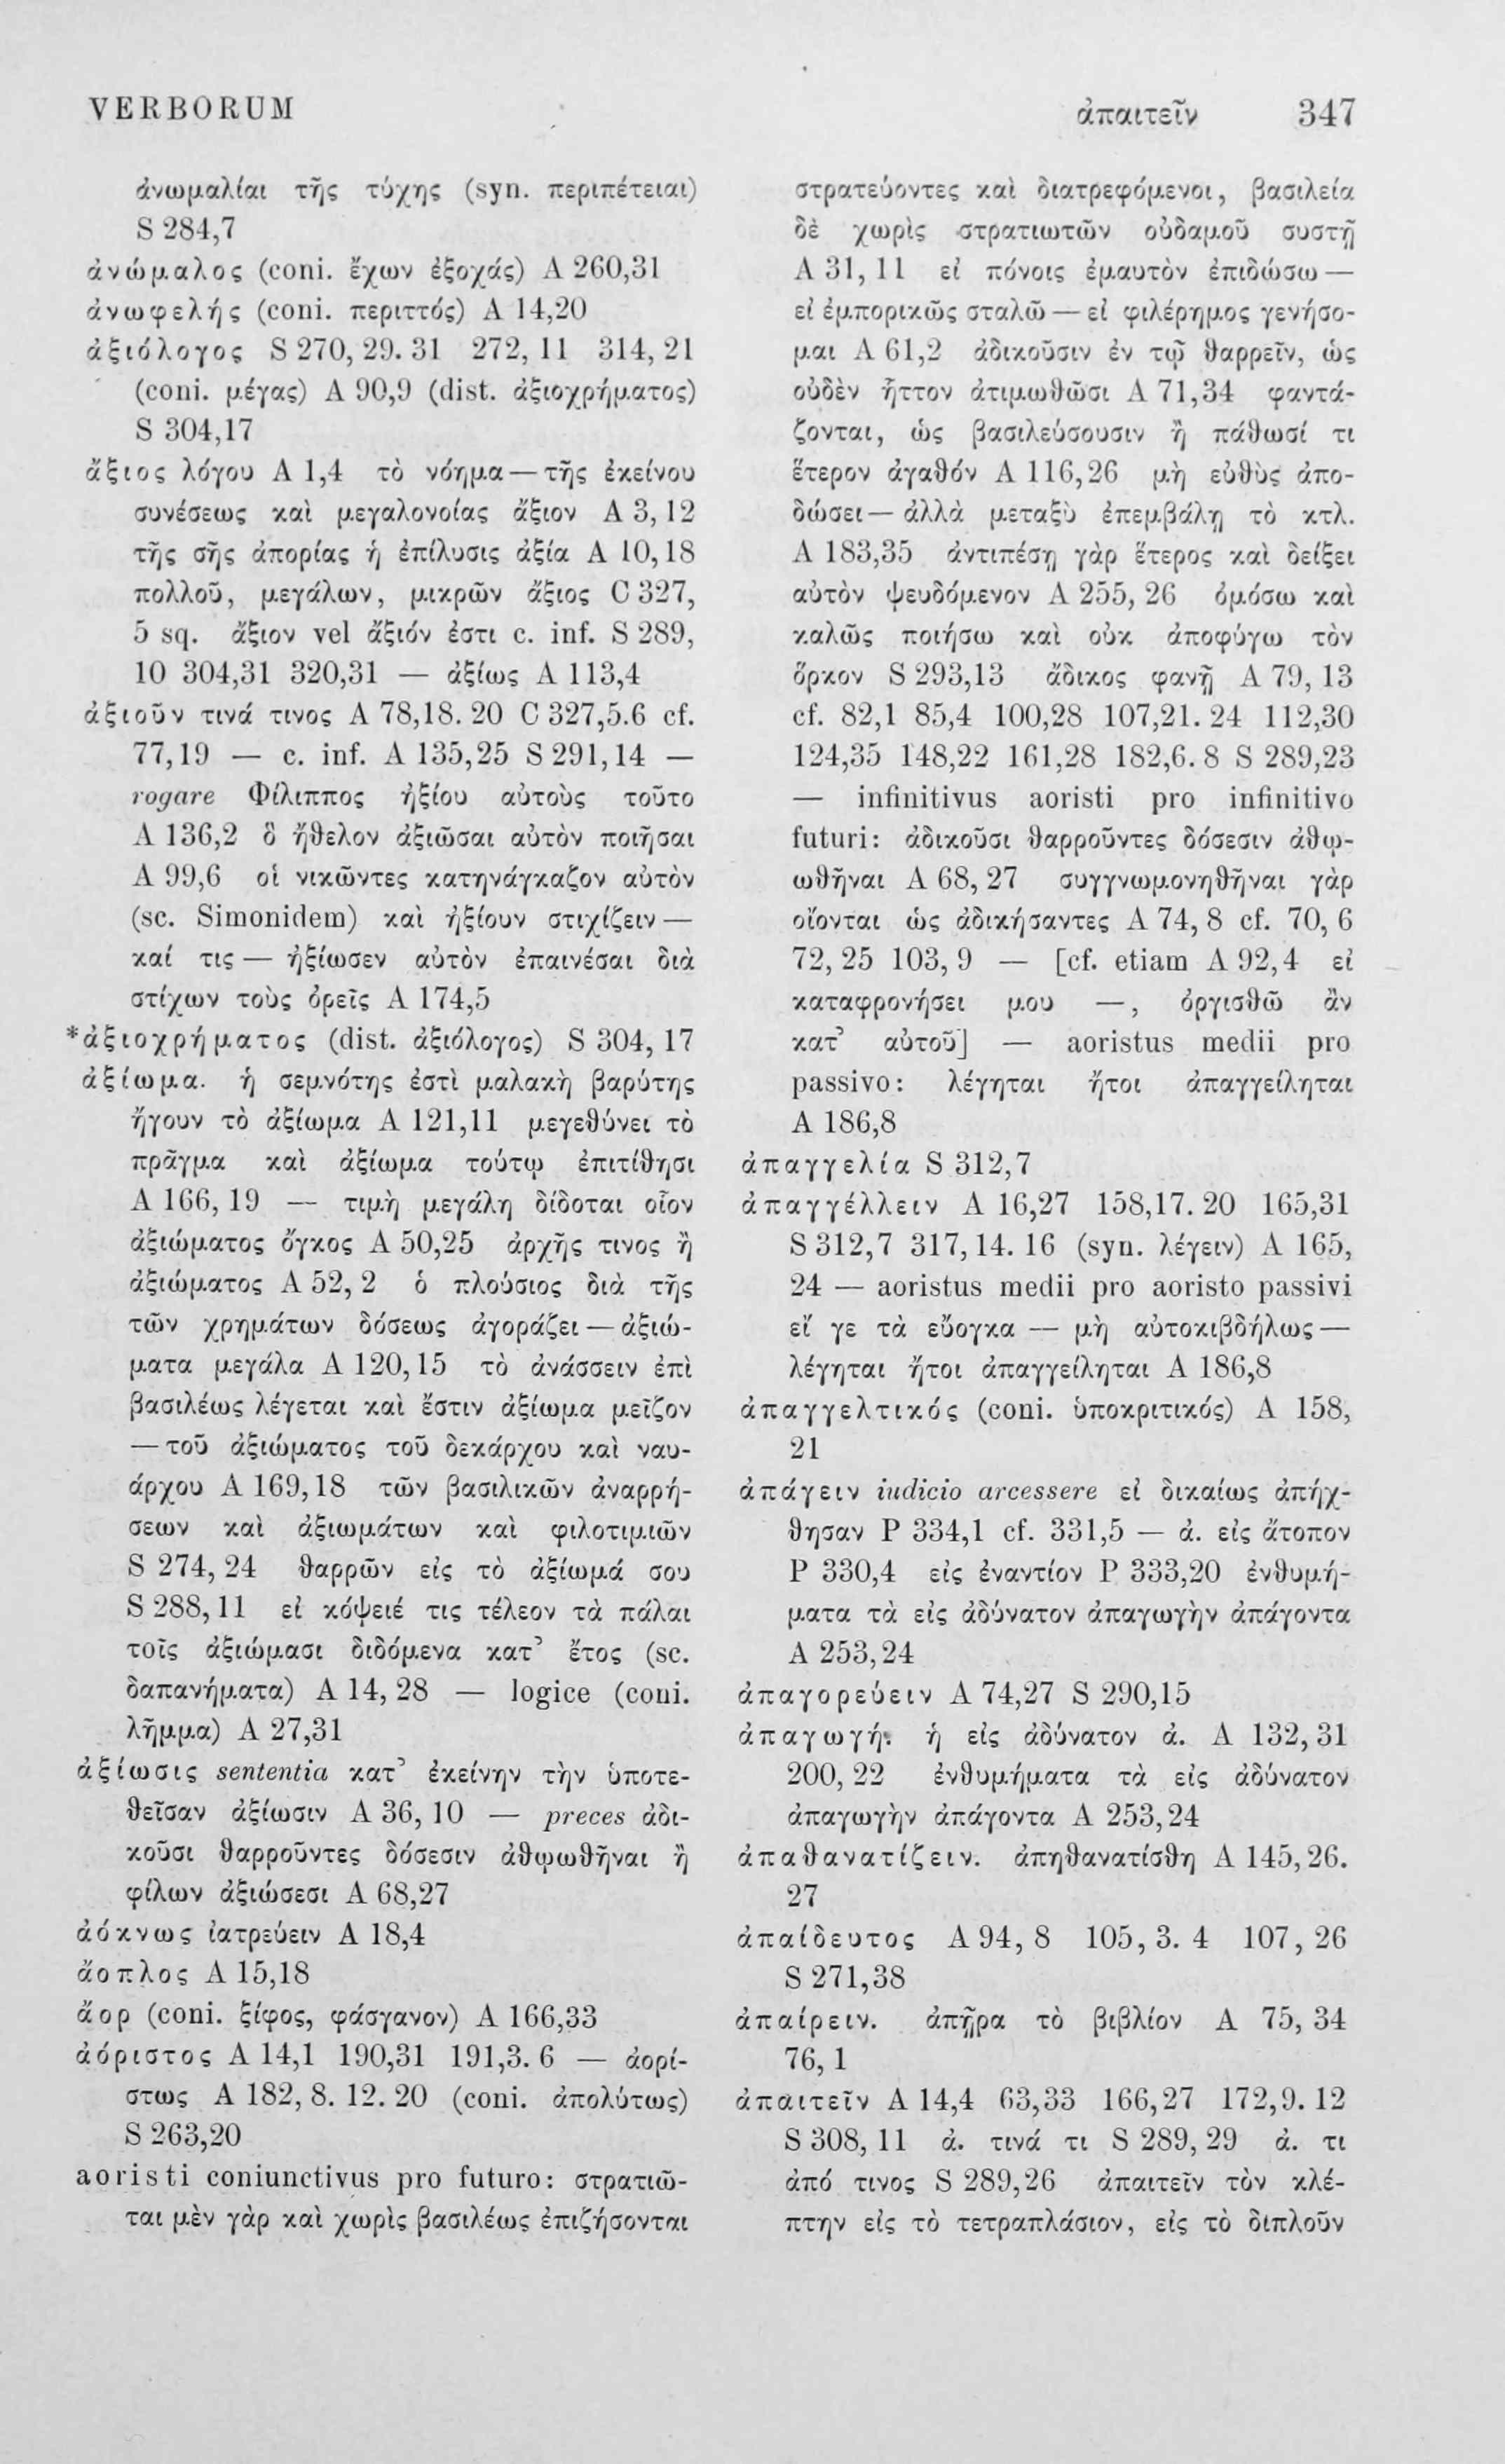 VERBORUM
ἀπαιτεῖν 347
ἀνωμαλίαι τῆς τύχης (syn. περιπέτειαι)
S 284,7
ἀνώμαλος (coni. ἔχων ἐξοχάς) A 260,31
ἀνωφελής (coni. περιττός) A 14,20
ἀξιόλογος S 270, 29. 31 272, 11 314, 21
(coni. μέγας) A 90,9 (dist. ἀξιοχρήματος)
S 304,17
ἄξιος λόγου A 1,4 τὸ νόημα — τῆς ἐκείνου
συνέσεως καὶ μεγαλονοίας ἄξιον A 3, 12
τῆς σῆς ἀπορίας ἡ ἐπίλυσις ἀξία A 10,18
πολλοῦ, μεγάλων, μικρῶν ἄξιος C 327,
5 sq. ἄξιον vel ἄξιόν ἐστι c. inf. S 289,
10 304,31 320,31 — ἀξίως A 113,4
ἀξιοῦν τινά τινος A 78,18. 20 C 327,5.6 cf.
77,19 — c. inf. A 135,25 S 291,14 —
rogare Φίλιππος ἠξίου αὐτοὺς τοῦτο
A 136,2 ὃ ἤθελον ἀξιῶσαι αὐτὸν ποιῆσαι
A 99,6 οἱ νικῶντες κατηνάγκαζον αὐτὸν
(sc. Simonidem) καὶ ἠξίουν στιχίζειν —
καί τις — ἠξίωσεν αὐτὸν ἐπαινέσαι διὰ
στίχων τοὺς ὀρεῖς A 174,5
*ἀξιοχρήματος (dist. ἀξιόλογος) S 304, 17
ἀξίωμα. ἡ σεμνότης ἐστὶ μαλακὴ βαρύτης
ἤγουν τὸ ἀξίωμα A 121,11 μεγεθύνει τὸ
πρᾶγμα καὶ ἀξίωμα τούτῳ ἐπιτίθησι
A 166, 19 — τιμὴ μεγάλη δίδοται οἷον
ἀξιώματος ὄγκος A 50,25 ἀρχῆς τινος ἢ
ἀξιώματος A 52, 2 ὁ πλούσιος διὰ τῆς
τῶν χρημάτων δόσεως ἀγοράζει — ἀξιώ-
ματα μεγάλα A 120,15 τὸ ἀνάσσειν ἐπὶ
βασιλέως λέγεται καὶ ἔστιν ἀξίωμα μεῖζον
— τοῦ ἀξιώματος τοῦ δεκάρχου καὶ ναυ-
άρχου A 169,18 τῶν βασιλικῶν ἀναρρή-
σεων καὶ ἀξιωμάτων καὶ φιλοτιμιῶν
S 274, 24 θαρρῶν εἰς τὸ ἀξίωμά σου
S 288, 11 εἰ κόψειέ τις τέλεον τὰ πάλαι
τοῖς ἀξιώμασι διδόμενα κατ᾽ ἔτος (sc.
δαπανήματα) A 14, 28 — logice (coni.
λῆμμα) A 27,31
ἀξίωσις sententia κατ᾽ ἐκείνην τὴν ὑποτε-
θεῖσαν ἀξίωσιν A 36, 10 — preces ἀδι-
κοῦσι θαρροῦντες δόσεσιν ἀθῳωθῆναι ἢ
φίλων ἀξιώσεσι A 68,27
ἀόκνως ἰατρεύειν A 18,4
ἄοπλος A 15,18
ἄορ (coni. ξίφος, φάσγανον) A 166,33
ἀόριστος A 14,1 190,31 191,3. 6 — ἀορί-
στως A 182, 8. 12. 20 (coni. ἀπολύτως)
S 263,20
aoristi coniunctivus pro futuro: στρατιῶ-
ται μὲν γὰρ καὶ χωρὶς βασιλέως ἐπιζήσονται
στρατεύοντες καὶ διατρεφόμενοι, βασιλεία
δὲ χωρὶς στρατιωτῶν οὐδαμοῦ συστῇ
A 31, 11 εἰ πόνοις ἐμαυτὸν ἐπιδώσω —
εἰ ἐμπορικῶς σταλῶ — εἰ φιλέρημος γενήσο-
μαι A 61,2 ἀδικοῦσιν ἐν τῷ θαρρεῖν, ὡς
οὐδὲν ἧττον ἀτιμωθῶσι A 71,34 φαντά-
ζονται, ὡς βασιλεύσουσιν ἢ πάθωσί τι
ἕτερον ἀγαθόν A 116,26 μὴ εὐθὺς ἀπο-
δώσει — ἀλλὰ μεταξὺ ἐπεμβάλῃ τὸ κτλ.
A 183,35 ἀντιπέσῃ γὰρ ἕτερος καὶ δείξει
αὐτὸν ψευδόμενον A 255, 26 ὀμόσω καὶ
καλῶς ποιήσω καὶ οὐκ ἀποφύγω τὸν
ὅρκον S 293,13 ἄδικος φανῇ A 79, 13
cf. 82,1 85,4 100,28 107,21. 24 112,30
124,35 148,22 161,28 182,6. 8 S 289,23
— infinitivus aoristi pro infinitivo
futuri: ἀδικοῦσι θαρροῦντες δόσεσιν ἀθῳ-
ωθῆναι A 68, 27 συγγνωμονηθῆναι γὰρ
οἴονται ὡς ἀδικήσαντες A 74, 8 cf. 70, 6
72, 25 103, 9 — [cf. etiam A 92,4 εἰ
καταφρονήσει μου —, ὀργισθῶ ἂν
κατ᾽ αὐτοῦ] — aoristus medii pro
passivo: λέγηται ἤτοι ἀπαγγείληται
A 186,8
ἀπαγγελία S 312,7
ἀπαγγέλλειν A 16,27 158,17. 20 165,31
S 312,7 317, 14. 16 (syn. λέγειν) A 165,
24 — aoristus medii pro aoristo passivi
εἴ γε τὰ εὔογκα — μὴ αὐτοκιβδήλως —
λέγηται ἤτοι ἀπαγγείληται A 186,8
ἀπαγγελτικός (coni. ὑποκριτικός) A 158,
21
ἀπάγειν iudicio arcessere εἰ δικαίως ἀπήχ-
θησαν P 334,1 cf. 331,5 — ἀ. εἰς ἄτοπον
P 330,4 εἰς ἐναντίον P 333,20 ἐνθυμή-
ματα τὰ εἰς ἀδύνατον ἀπαγωγὴν ἀπάγοντα
A 253,24
ἀπαγορεύειν A 74,27 S 290,15
ἀπαγωγή· ἡ εἰς ἀδύνατον ἀ. A 132, 31
200, 22 ἐνθυμήματα τὰ εἰς ἀδύνατον
ἀπαγωγὴν ἀπάγοντα A 253,24
ἀπαθανατίζειν. ἀπηθανατίσθη A 145, 26.
27
ἀπαίδευτος A 94, 8 105, 3. 4 107, 26
S 271,38
ἀπαίρειν. ἀπῇρα τὸ βιβλίον A 75, 34
76, 1
ἀπαιτεῖν A 14,4 63,33 166,27 172,9. 12
S 308, 11 ἀ. τινά τι S 289, 29 ἀ. τι
ἀπό τινος S 289,26 ἀπαιτεῖν τὸν κλέ-
πτην εἰς τὸ τετραπλάσιον, εἰς τὸ διπλοῦν